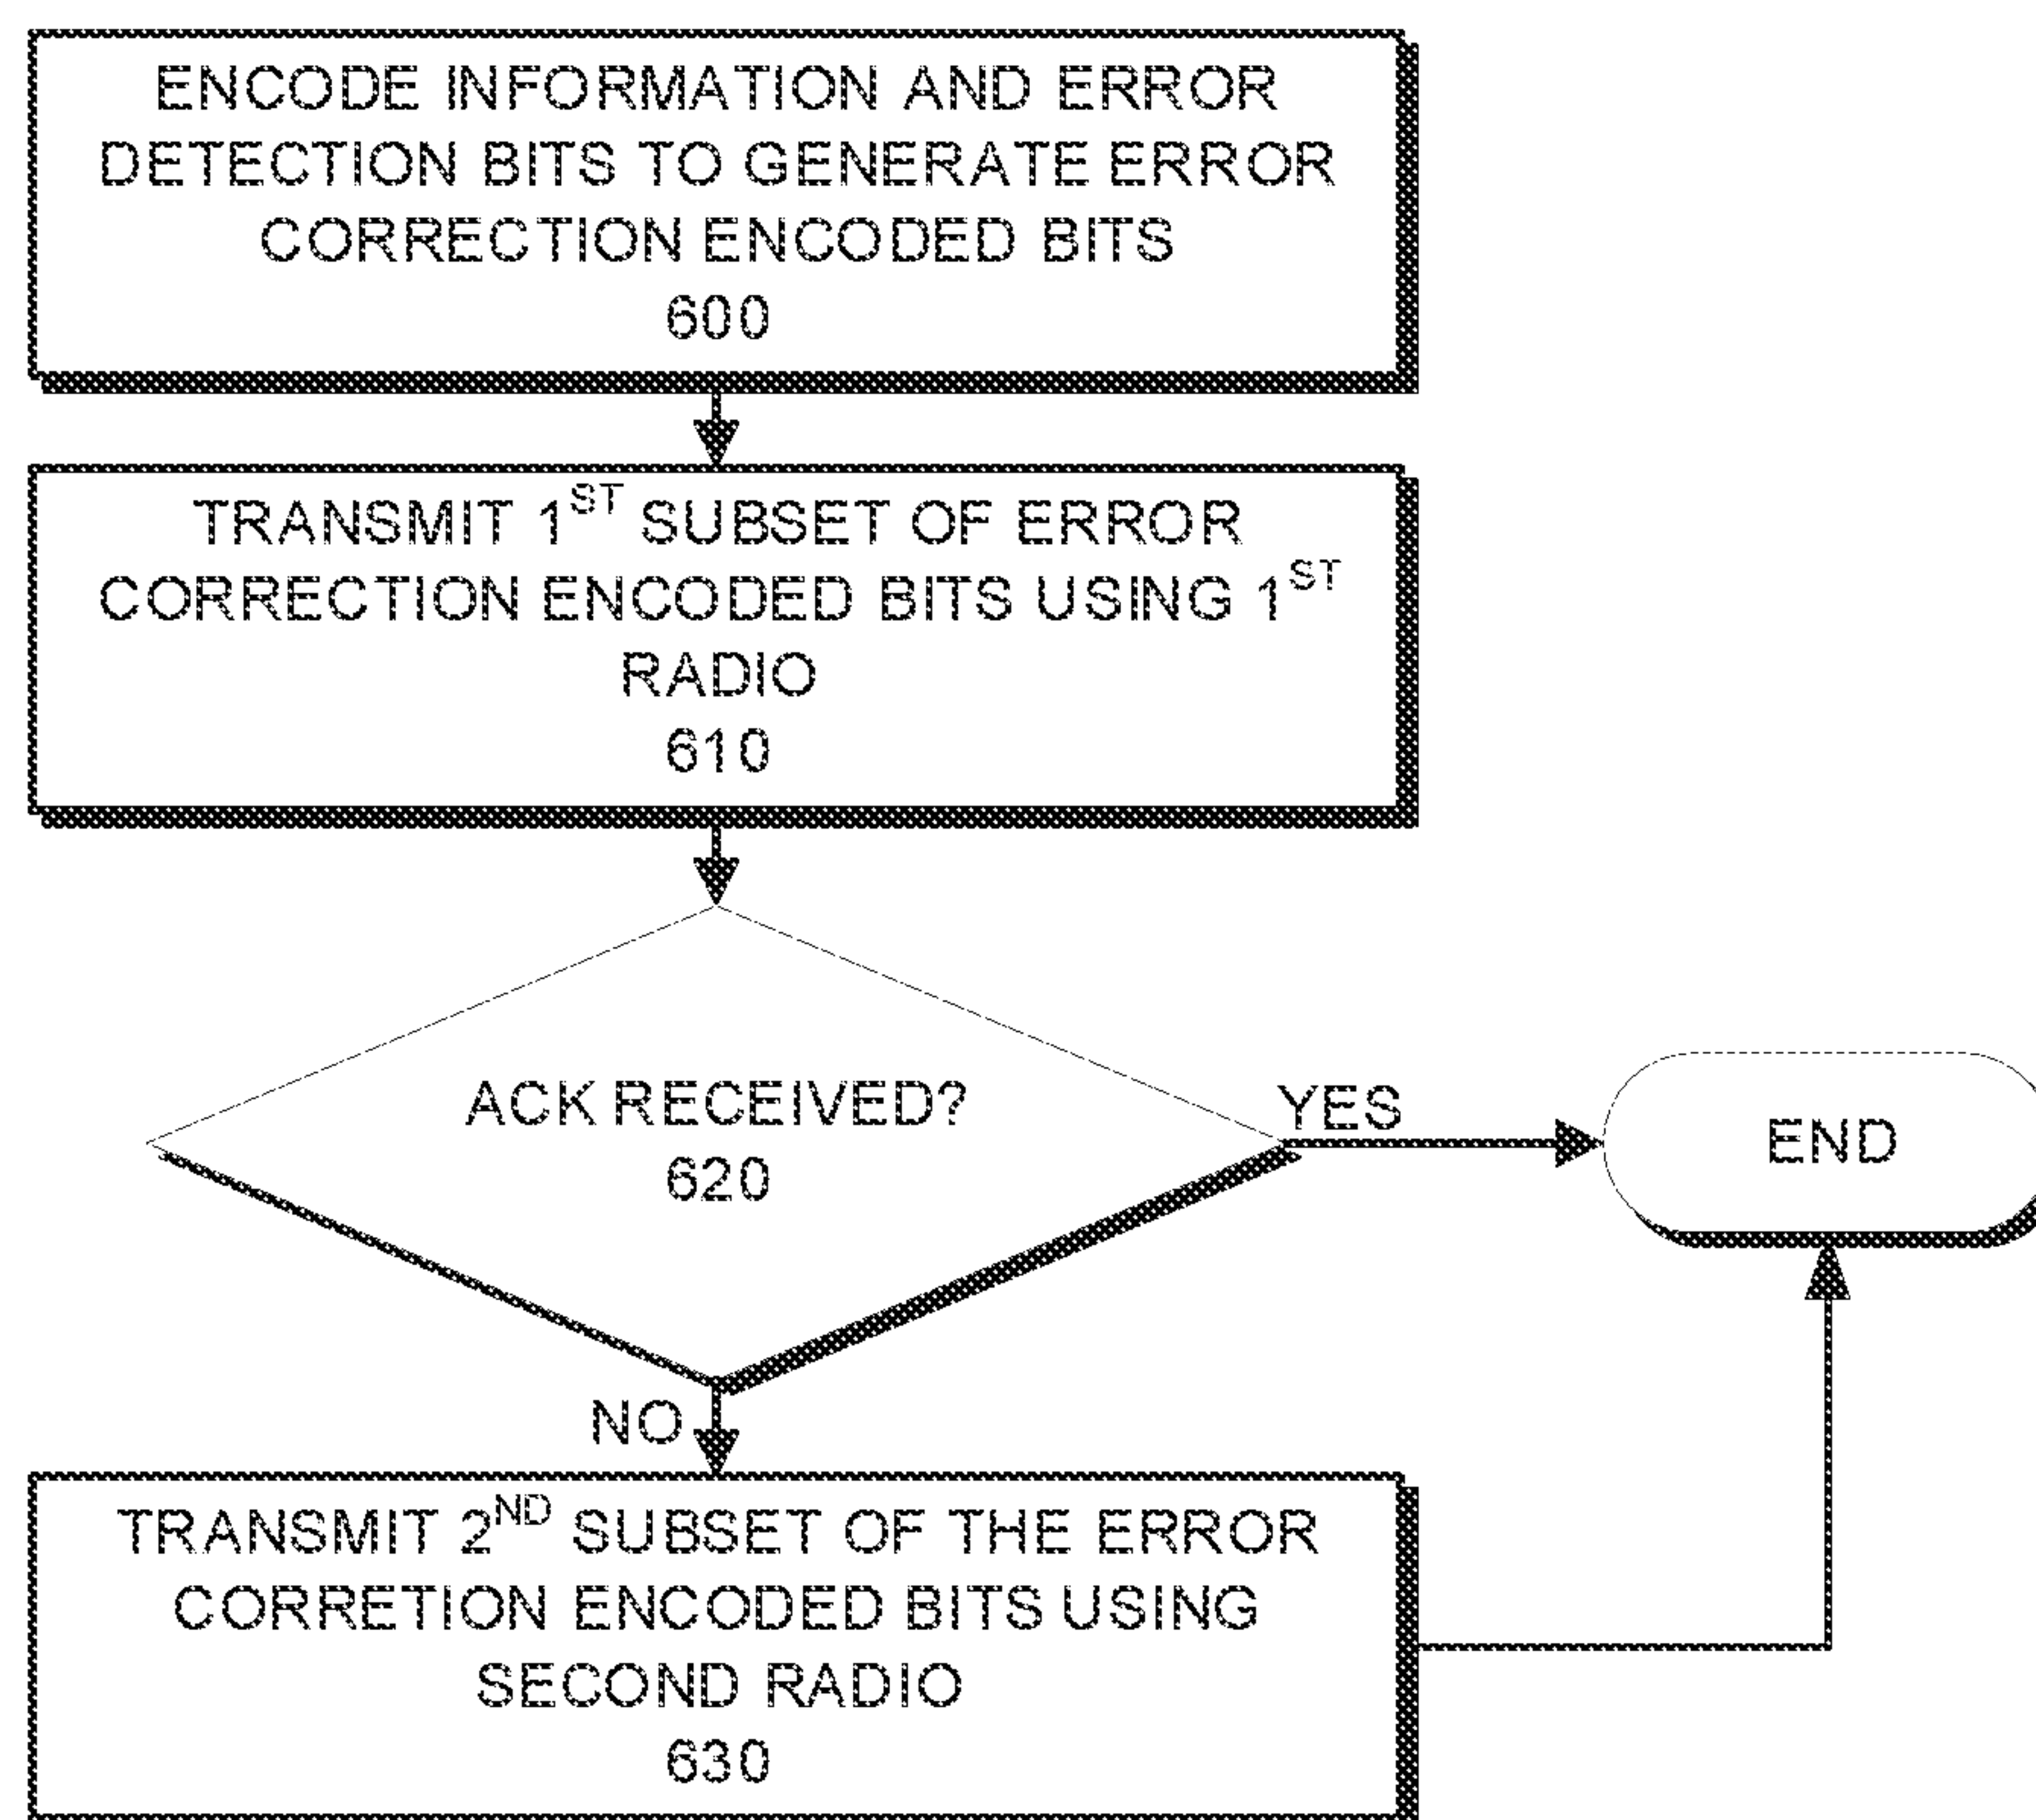 ENCODE INFORMATION AND ERROR
DETECTION BITS TO GENERATE ERROR
CORRECTION ENCODED BITS
600
TRANSMIT 1ST SUBSET OF ERROR
CORRECTION ENCODED BITS USING 1ST
RADIO
610
ACK RECEIVED?
620
YES
END
NO
TRANSMIT 2ND SUBSET OF THE ERROR
CORRETION ENCODED BITS USING
SECOND RADIO
630